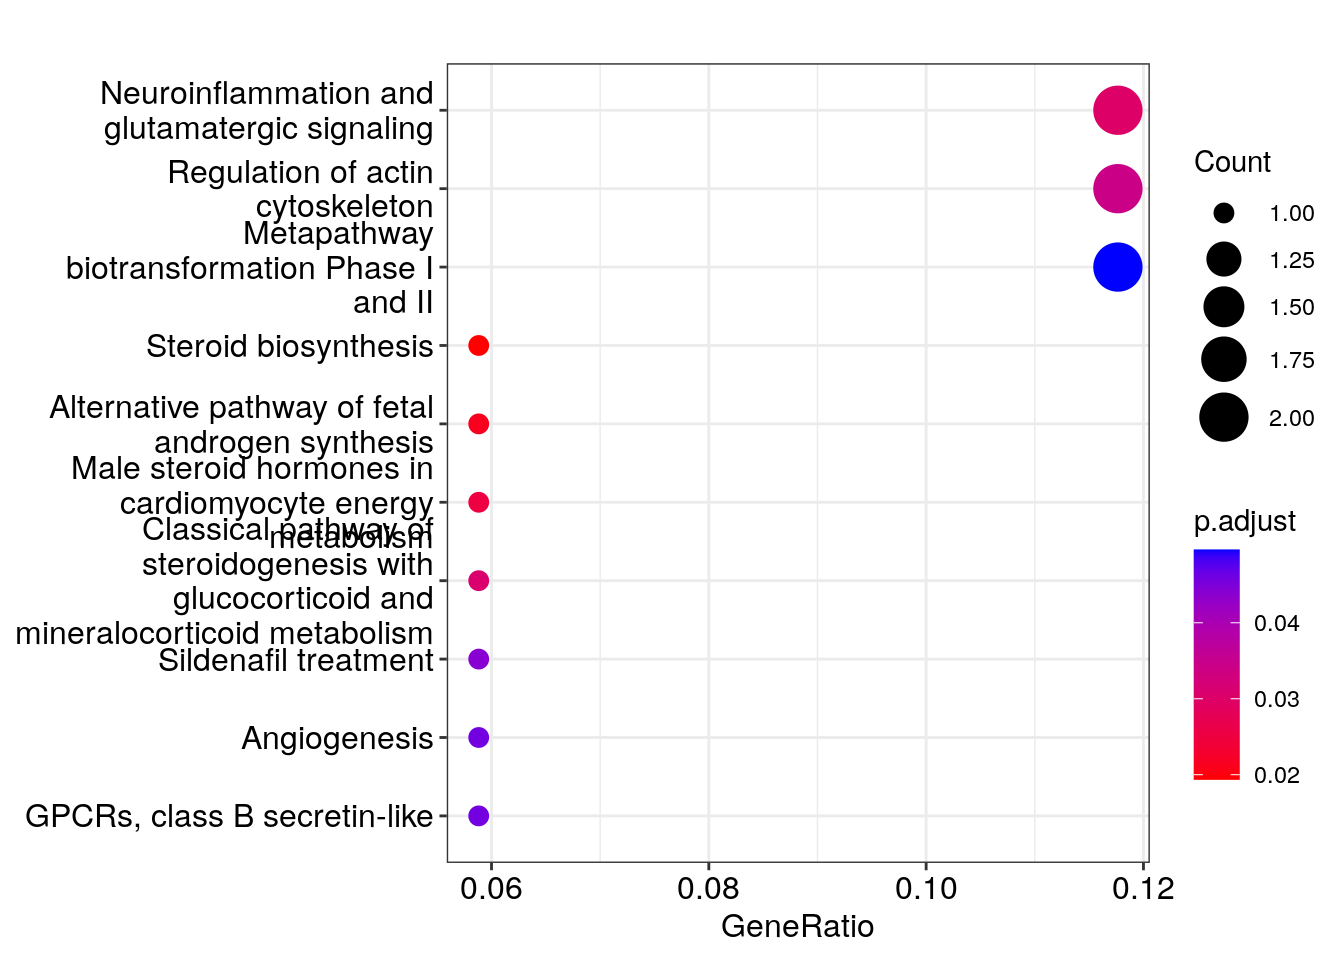 Neuroinflammation and
glutamatergic signaling
Regulation of actin
cytoskeleton
Metapathway
biotransformation Phase I
and II
Steroid biosynthesis
Alternative pathway of fetal
androgen synthesis
Male steroid hormones in
cardiomyocyte energy
metabolism
Classical pathway of
steroidogenesis with
glucocorticoid and
mineralocorticoid metabolism
Sildenafil treatment
Angiogenesis
GPCRs, class B secretin-like
0.06 0.08 0.10 0.12
GeneRatio
Count
1.00
1.25
1.50
1.75
2.00
p.adjust
0.04
0.03
0.02